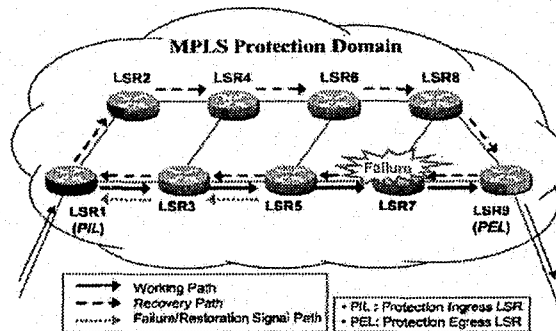 MPLS Protection Domain
LSR2 LSR4 LSR6 LSR8
Failure
LSR1 LSR3 LSR5 LSR7 LSR9
(PIL) (PEL)
Working Path
Recovery Path
Failure/Restoration Signal Path
• PIL : Protection Ingress LSR
• PEL: Protection Egress LSR